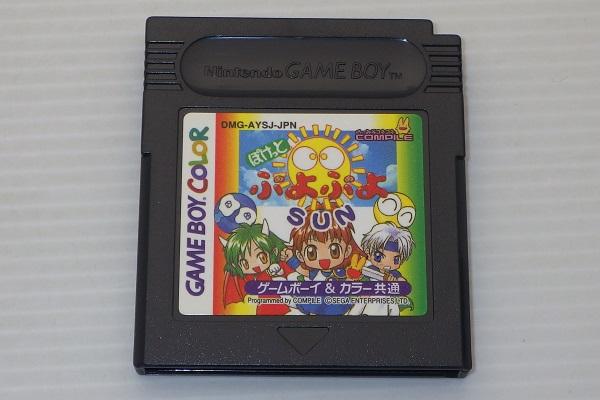 Nintendo GAME BOY™
DMG-AYSJ-JPN
COMPILE
GAME BOY COLOR
ぽけっと
ぷよぷよ
SUN
ゲームボーイ & カラー共通
Programmed by COMPILE ©SEGA ENTERPRISES, LTD.